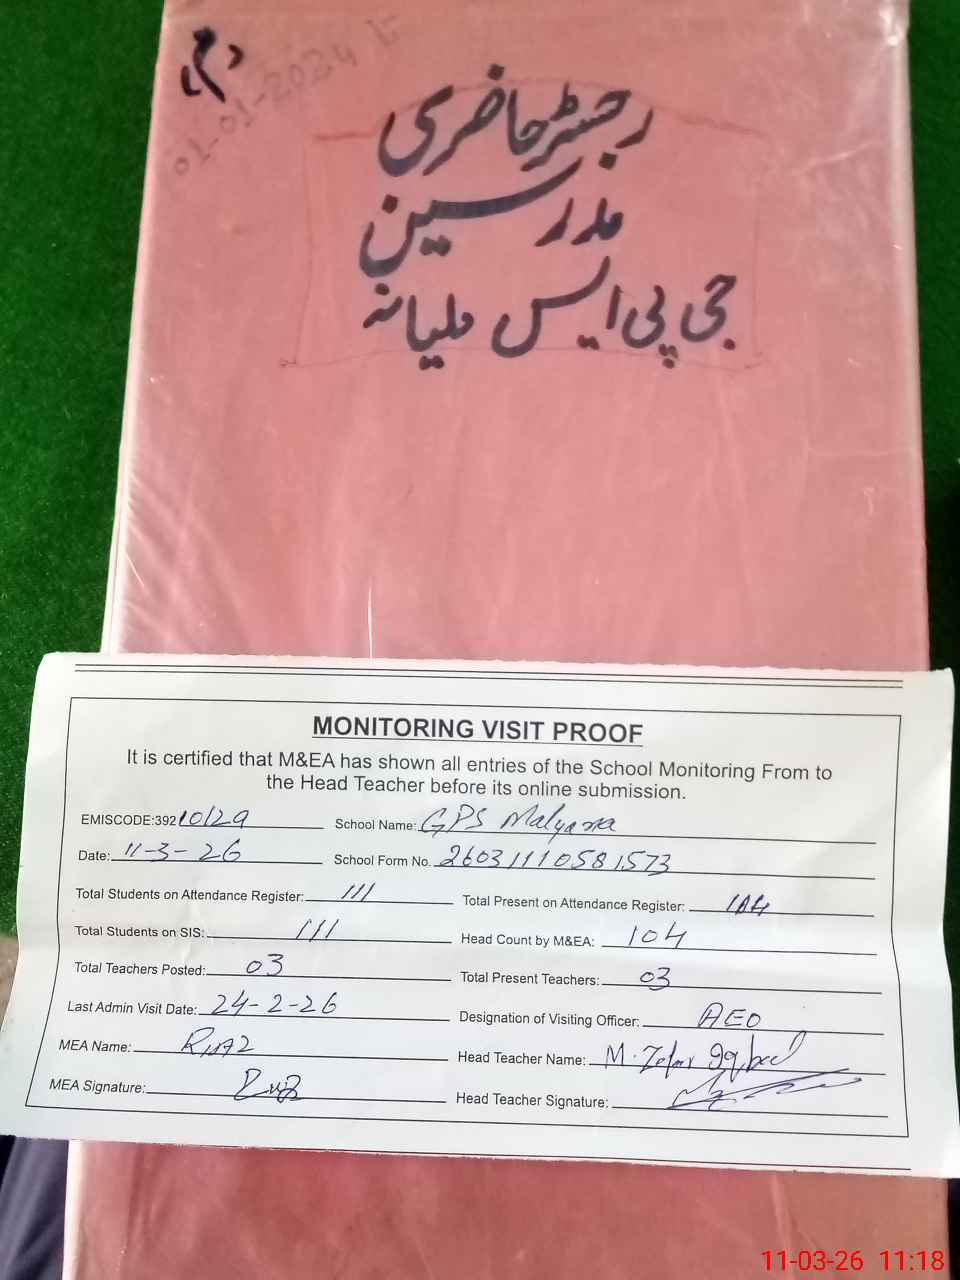 01-01-2024 تا
رجسٹر حاضری
مدرسین
جی پی ایس ملیانہ
MONITORING VISIT PROOF
It is certified that M&EA has shown all entries of the School Monitoring From to
the Head Teacher before its online submission.
EMISCODE:39210129 School Name: GPS Malyana
Date: 11-3-26 School Form No. 26031110581573
Total Students on Attendance Register: 111 Total Present on Attendance Register: 104
Total Students on SIS: 111 Head Count by M&EA: 104
Total Teachers Posted: 03 Total Present Teachers: 03
Last Admin Visit Date: 24-2-26 Designation of Visiting Officer: AEO
MEA Name: RIAZ Head Teacher Name: M. Zafar Iqbal
MEA Signature: Head Teacher Signature:
11-03-26 11:18